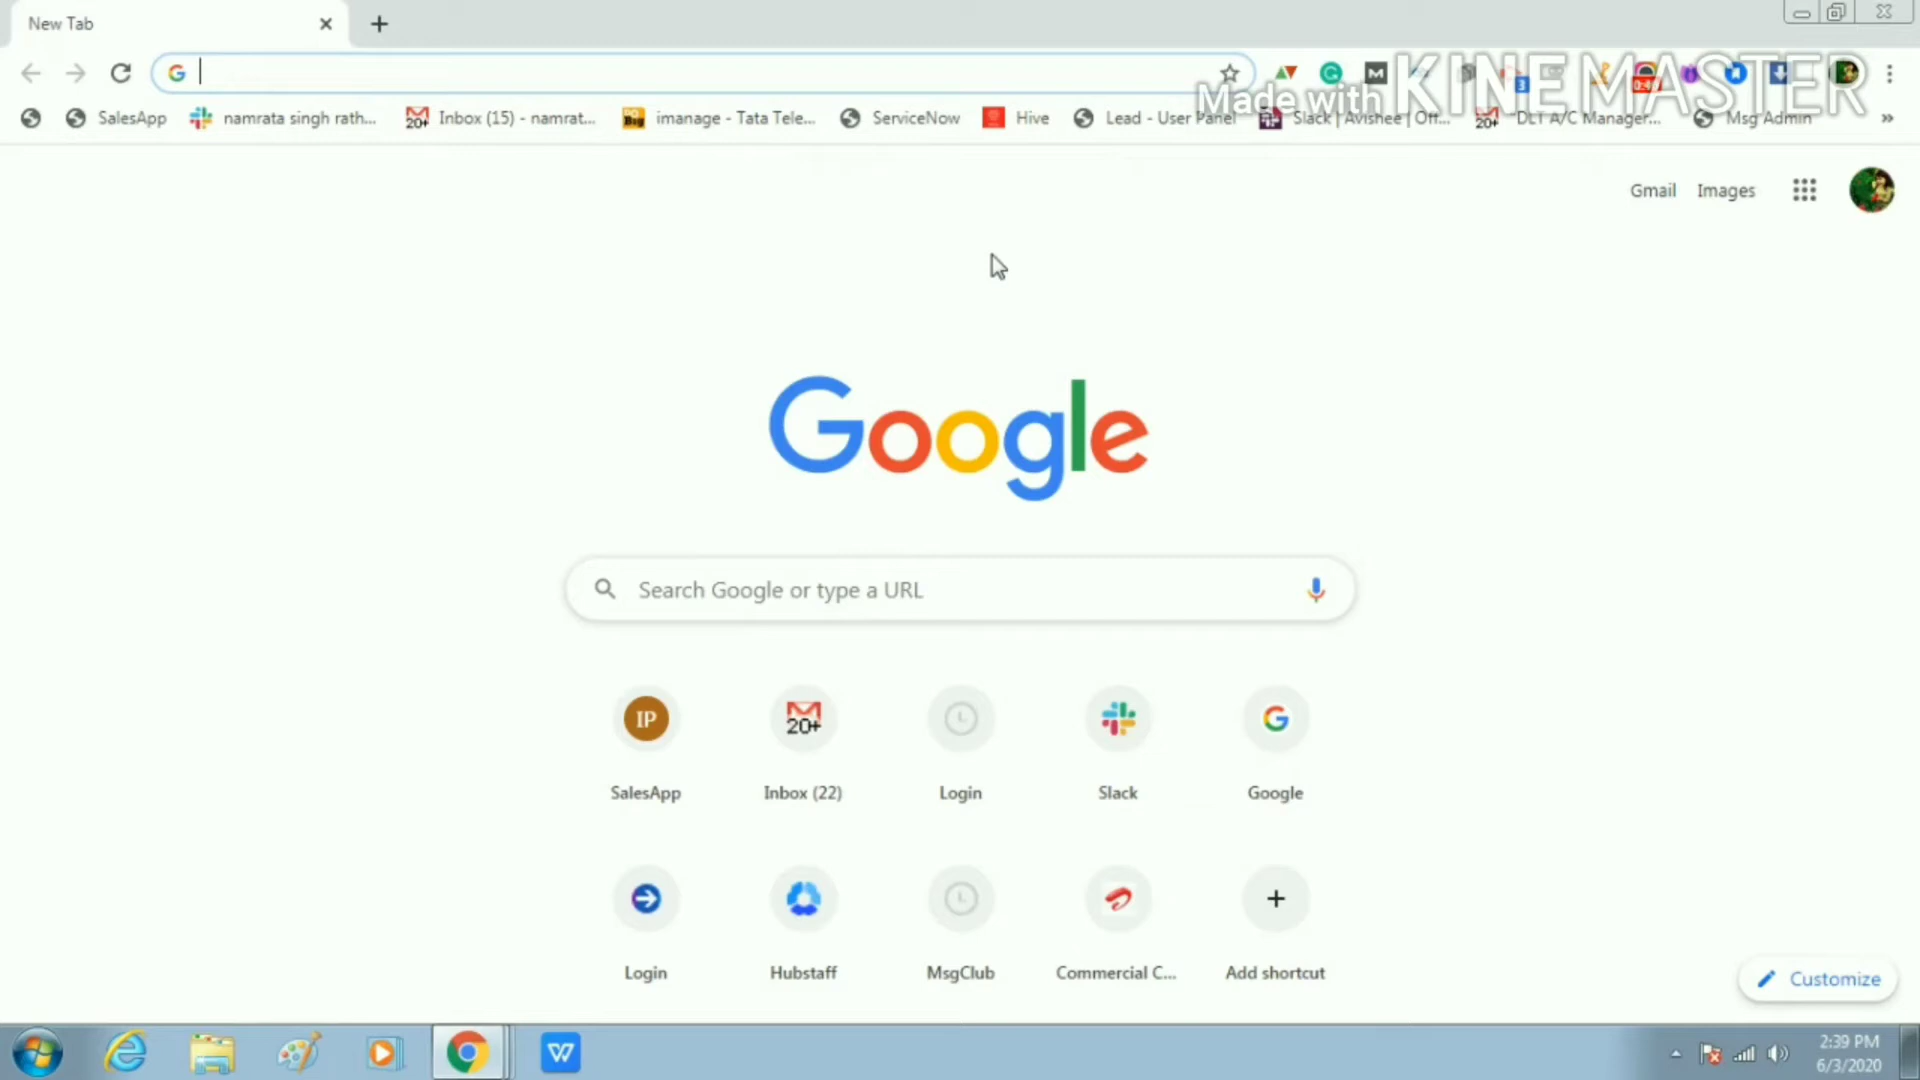 New Tab
Made with KINEMASTER
SalesApp
namrata singh rath...
Inbox (15) - namrat...
imanage - Tata Tele...
ServiceNow
Hive
Lead - User Panel
Slack | Avishee | Off...
DLT A/C Manager...
Msg Admin
»
Gmail
Images
Google
Search Google or type a URL
IP
20+
SalesApp
Inbox (22)
Login
Slack
Google
Login
Hubstaff
MsgClub
Commercial C...
Add shortcut
Customize
2:39 PM
6/3/2020